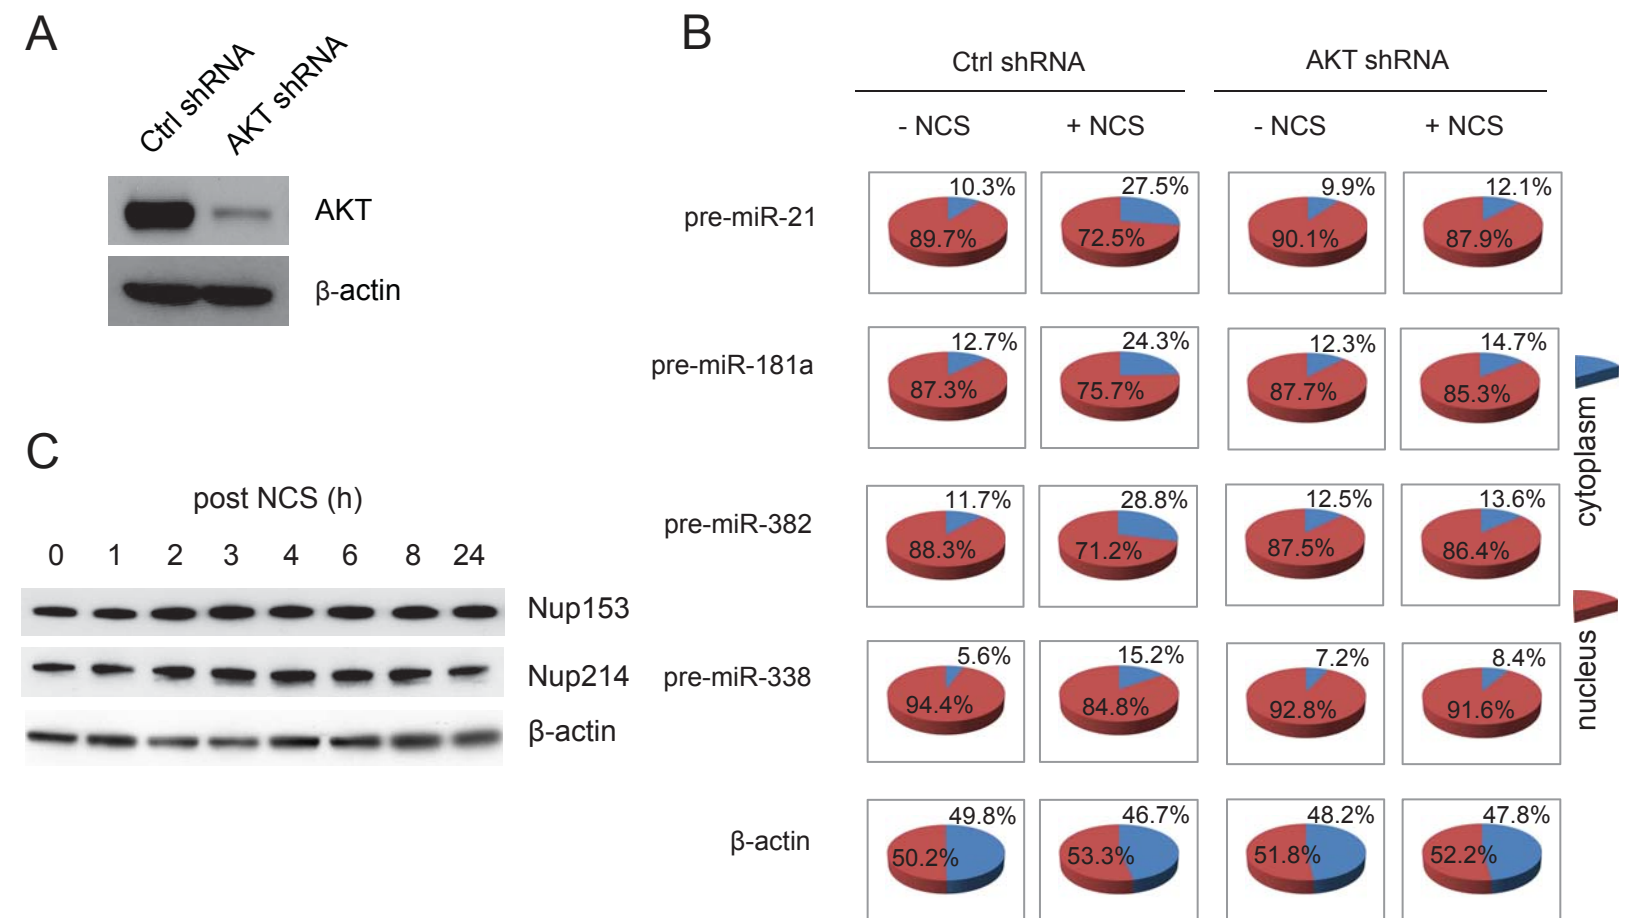 A
Ctrl shRNA
AKT shRNA
AKT
β-actin
B
Ctrl shRNA
AKT shRNA
- NCS
+ NCS
- NCS
+ NCS
pre-miR-21
10.3%
89.7%
27.5%
72.5%
9.9%
90.1%
12.1%
87.9%
pre-miR-181a
12.7%
87.3%
24.3%
75.7%
12.3%
87.7%
14.7%
85.3%
pre-miR-382
11.7%
88.3%
28.8%
71.2%
12.5%
87.5%
13.6%
86.4%
pre-miR-338
5.6%
94.4%
15.2%
84.8%
7.2%
92.8%
8.4%
91.6%
β-actin
49.8%
50.2%
46.7%
53.3%
48.2%
51.8%
47.8%
52.2%
cytoplasm
nucleus
C
post NCS (h)
0 1 2 3 4 6 8 24
Nup153
Nup214
β-actin